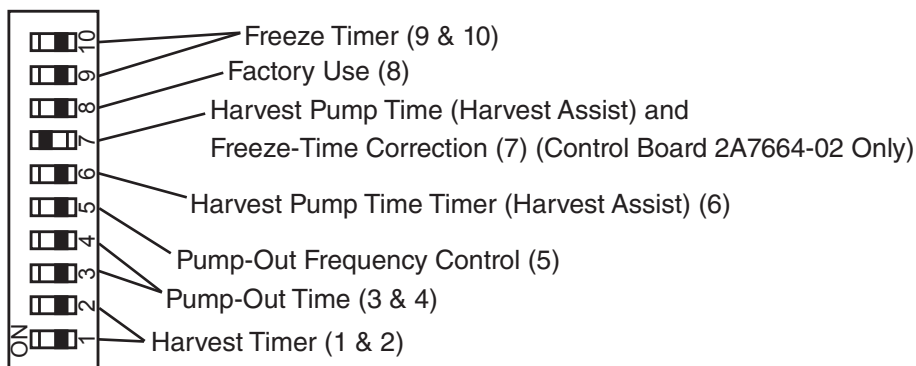 10
Freeze Timer (9 & 10)
9
Factory Use (8)
8
Harvest Pump Time (Harvest Assist) and
7
Freeze-Time Correction (7) (Control Board 2A7664-02 Only)
6
Harvest Pump Time Timer (Harvest Assist) (6)
5
Pump-Out Frequency Control (5)
4
3
Pump-Out Time (3 & 4)
2
ON
1
Harvest Timer (1 & 2)